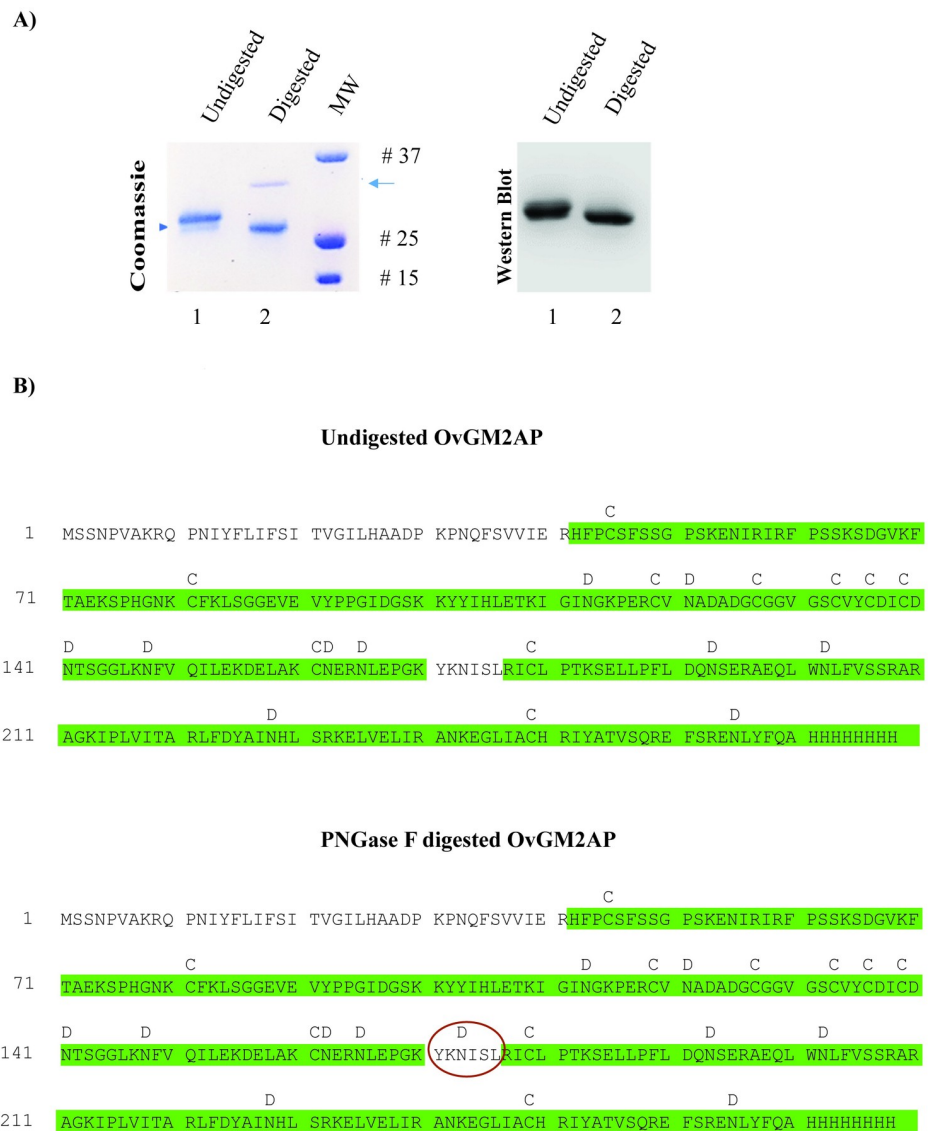 A)
Undigested Digested MW Undigested Digested
Coomassie
# 37
# 25
# 15
Western Blot
1 2 1 2
B)
Undigested OvGM2AP
C
1 MSSNPVAKRQ PNIYFLIFSI TVGILHAADP KPNQFSVVIE RHFPCSFSSG PSKENIRIRF PSSKSDGVKF
C D C D C C C C
71 TAEKSPHGNK CFKLSGGEVE VYPPGIDGSK KYYIHLETKI GINGKPERCV NADADGCGGV GSCVYCDICD
D D CD D C D D
141 NTSGGLKNFV QILEKDELAK CNERNLEPGK YKNISLRICL PTKSELLPFL DQNSERAEQL WNLFVSSRAR
D C D
211 AGKIPLVITA RLFDYAINHL SRKELVELIR ANKEGLIACH RIYATVSQRE FSRENLYFQA HHHHHHHH
PNGase F digested OvGM2AP
C
1 MSSNPVAKRQ PNIYFLIFSI TVGILHAADP KPNQFSVVIE RHFPCSFSSG PSKENIRIRF PSSKSDGVKF
C D C D C C C C
71 TAEKSPHGNK CFKLSGGEVE VYPPGIDGSK KYYIHLETKI GINGKPERCV NADADGCGGV GSCVYCDICD
D D CD D D C D D
141 NTSGGLKNFV QILEKDELAK CNERNLEPGK YKNISLRICL PTKSELLPFL DQNSERAEQL WNLFVSSRAR
D C D
211 AGKIPLVITA RLFDYAINHL SRKELVELIR ANKEGLIACH RIYATVSQRE FSRENLYFQA HHHHHHHH